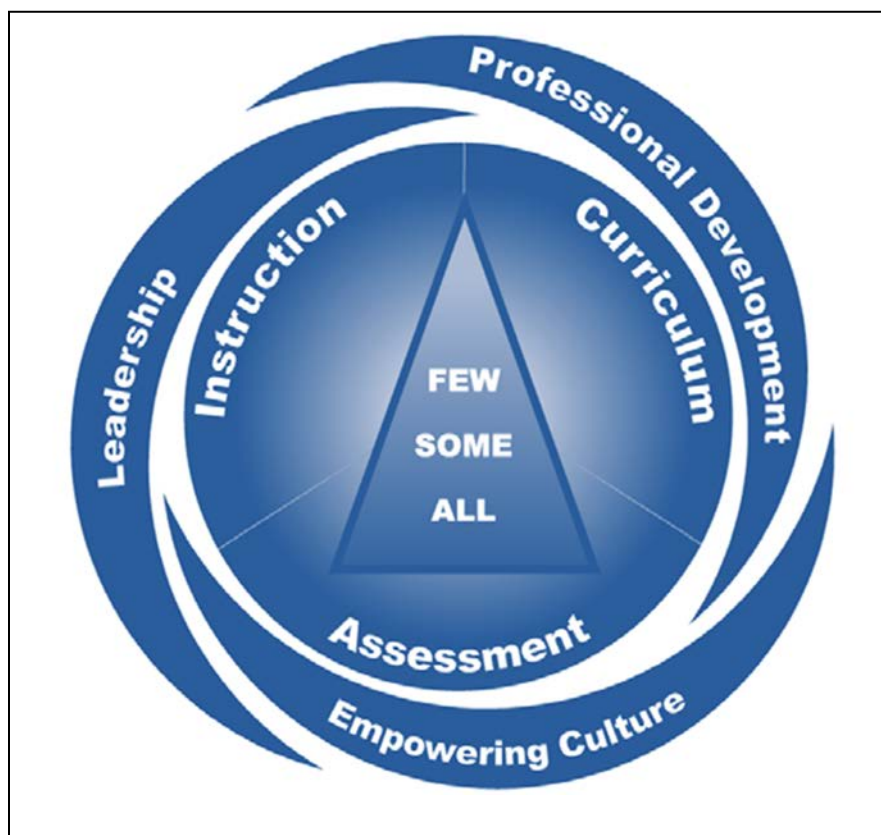 Professional Development
Leadership
Instruction
Curriculum
FEW
SOME
ALL
Assessment
Empowering Culture